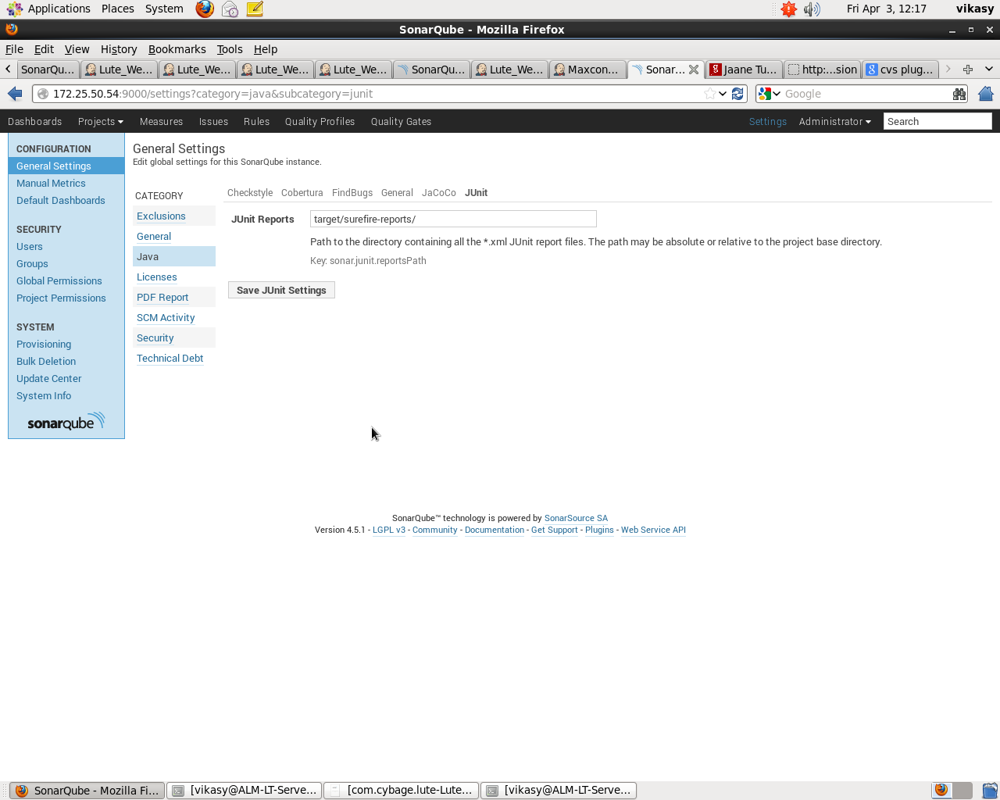 Applications Places System Fri Apr 3, 12:17 vikasy
SonarQube - Mozilla Firefox
File Edit View History Bookmarks Tools Help
SonarQu... Lute_We... Lute_We... Lute_We... Lute_We... SonarQu... Lute_We... Maxcon... Sonar... Jaane Tu... http:...sion cvs plug...
172.25.50.54:9000/settings?category=java&subcategory=junit Google
Dashboards Projects Measures Issues Rules Quality Profiles Quality Gates Settings Administrator Search
CONFIGURATION
General Settings
Manual Metrics
Default Dashboards
SECURITY
Users
Groups
Global Permissions
Project Permissions
SYSTEM
Provisioning
Bulk Deletion
Update Center
System Info
sonarqube
General Settings
Edit global settings for this SonarQube instance.
CATEGORY
Exclusions
General
Java
Licenses
PDF Report
SCM Activity
Security
Technical Debt
Checkstyle Cobertura FindBugs General JaCoCo JUnit
JUnit Reports target/surefire-reports/
Path to the directory containing all the *.xml JUnit report files. The path may be absolute or relative to the project base directory.
Key: sonar.junit.reportsPath
Save JUnit Settings
SonarQube™ technology is powered by SonarSource SA
Version 4.5.1 - LGPL v3 - Community - Documentation - Get Support - Plugins - Web Service API
SonarQube - Mozilla Fi... [vikasy@ALM-LT-Serve... [com.cybage.lute-Lute... [vikasy@ALM-LT-Serve...